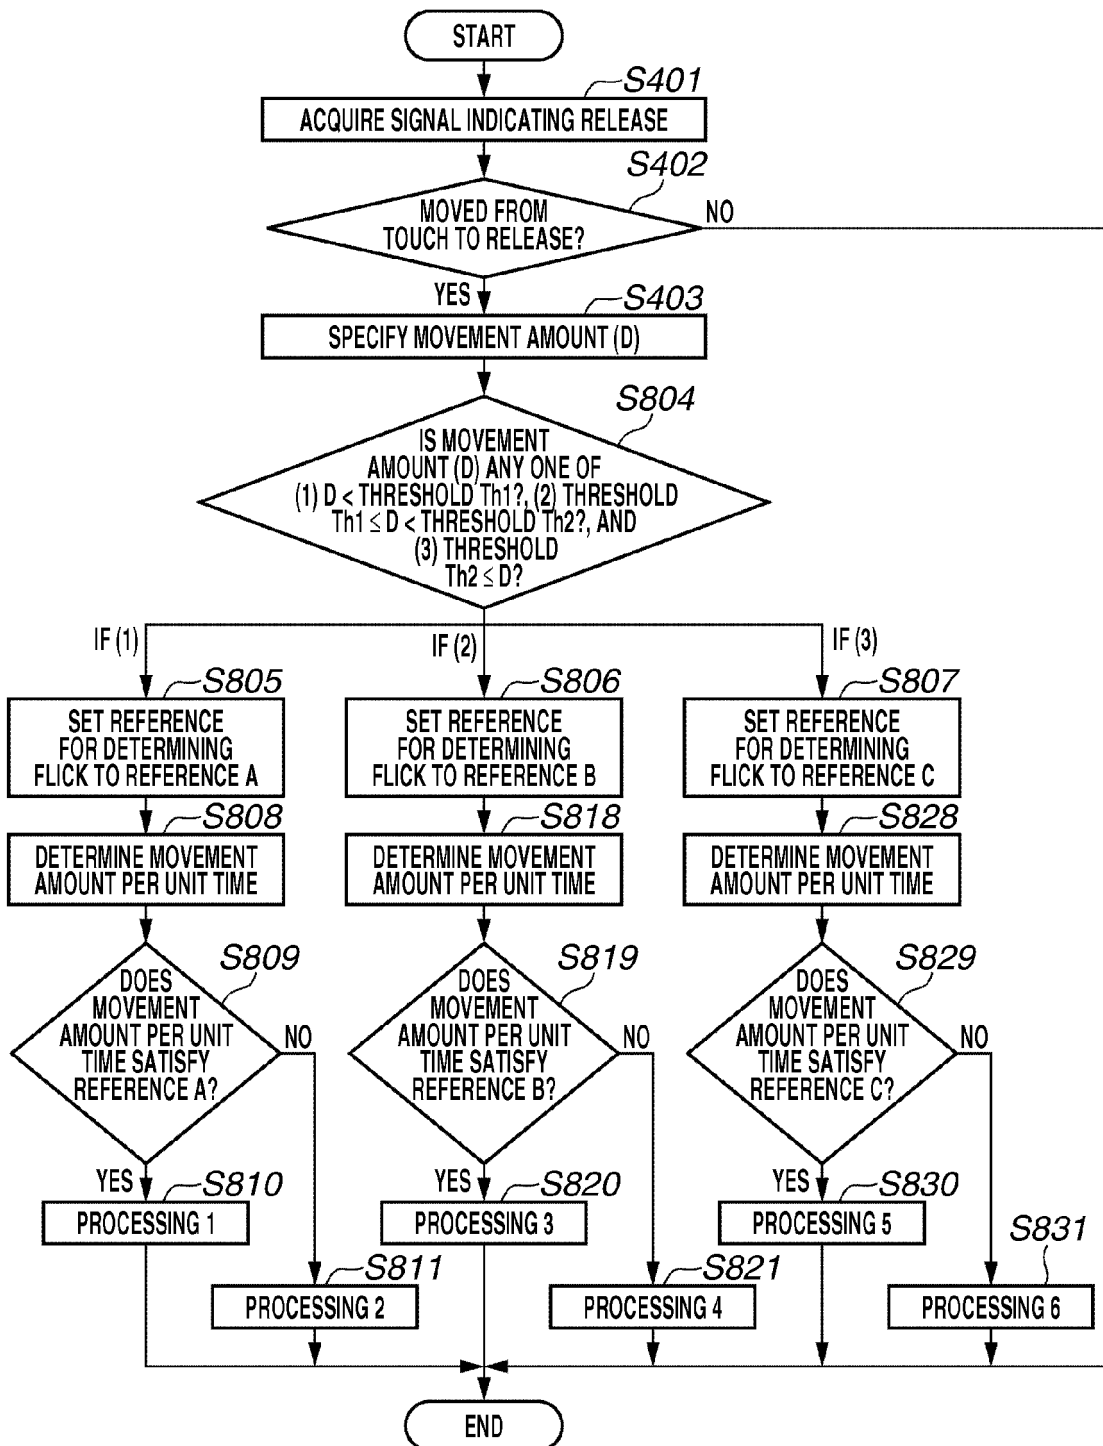 START
S401
ACQUIRE SIGNAL INDICATING RELEASE
S402
MOVED FROM
TOUCH TO RELEASE?
NO
YES
S403
SPECIFY MOVEMENT AMOUNT (D)
S804
IS MOVEMENT
AMOUNT (D) ANY ONE OF
(1) D < THRESHOLD Th1?, (2) THRESHOLD
Th1 ≤ D < THRESHOLD Th2?, AND
(3) THRESHOLD
Th2 ≤ D?
IF (1)
IF (2)
IF (3)
S805
SET REFERENCE
FOR DETERMINING
FLICK TO REFERENCE A
S806
SET REFERENCE
FOR DETERMINING
FLICK TO REFERENCE B
S807
SET REFERENCE
FOR DETERMINING
FLICK TO REFERENCE C
S808
DETERMINE MOVEMENT
AMOUNT PER UNIT TIME
S818
DETERMINE MOVEMENT
AMOUNT PER UNIT TIME
S828
DETERMINE MOVEMENT
AMOUNT PER UNIT TIME
S809
DOES
MOVEMENT
AMOUNT PER UNIT
TIME SATISFY
REFERENCE A?
NO
YES
S819
DOES
MOVEMENT
AMOUNT PER UNIT
TIME SATISFY
REFERENCE B?
NO
YES
S829
DOES
MOVEMENT
AMOUNT PER UNIT
TIME SATISFY
REFERENCE C?
NO
YES
S810
PROCESSING 1
S820
PROCESSING 3
S830
PROCESSING 5
S811
PROCESSING 2
S821
PROCESSING 4
S831
PROCESSING 6
END